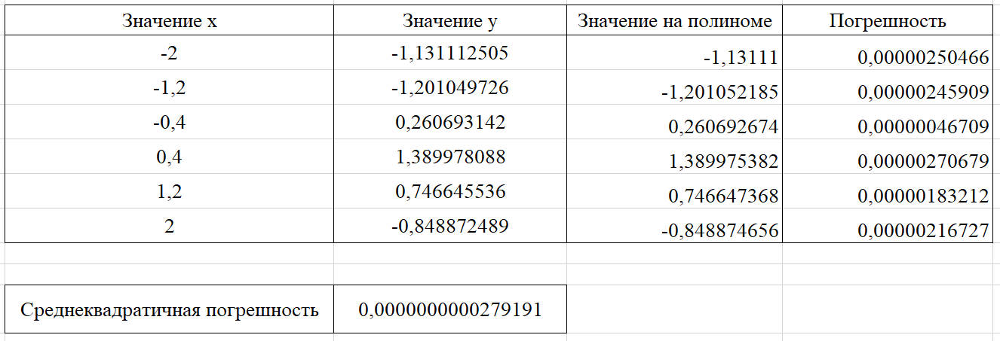 Значение x Значение y Значение на полиноме Погрешность
-2 -1,131112505 -1,13111 0,00000250466
-1,2 -1,201049726 -1,201052185 0,00000245909
-0,4 0,260693142 0,260692674 0,00000046709
0,4 1,389978088 1,389975382 0,00000270679
1,2 0,746645536 0,746647368 0,00000183212
2 -0,848872489 -0,848874656 0,00000216727
Среднеквадратичная погрешность 0,0000000000279191